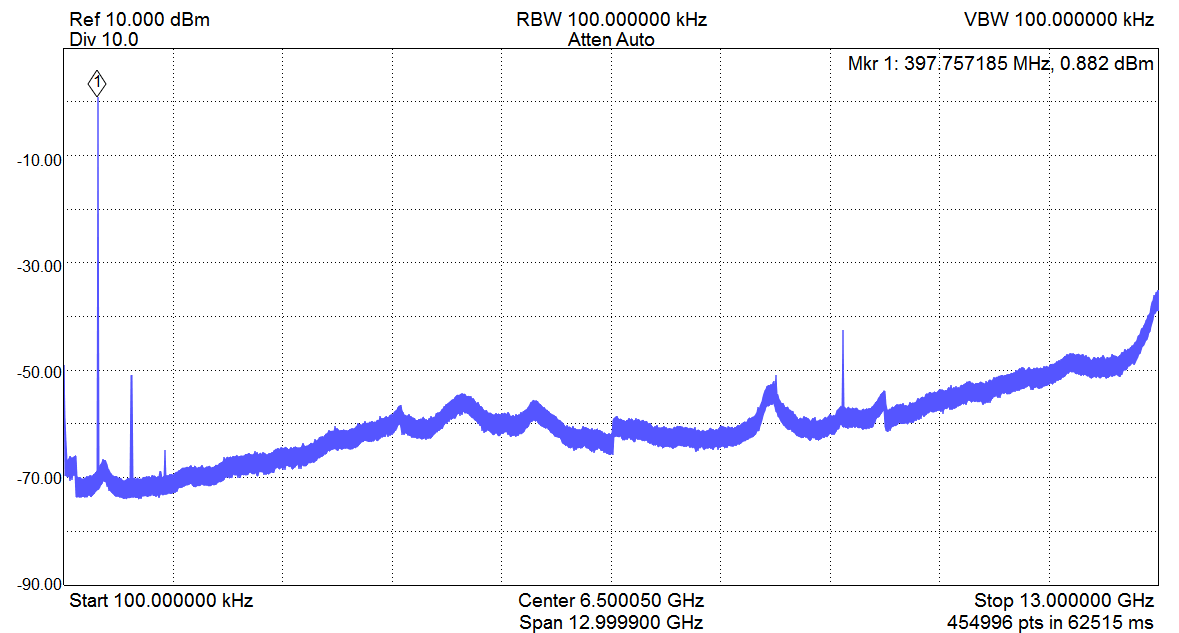 Ref 10.000 dBm
RBW 100.000000 kHz
VBW 100.000000 kHz
Div 10.0
Atten Auto
Mkr 1: 397.757185 MHz, 0.882 dBm
1
-10.00
-30.00
-50.00
-70.00
-90.00
Start 100.000000 kHz
Center 6.500050 GHz
Stop 13.000000 GHz
Span 12.999900 GHz
454996 pts in 62515 ms